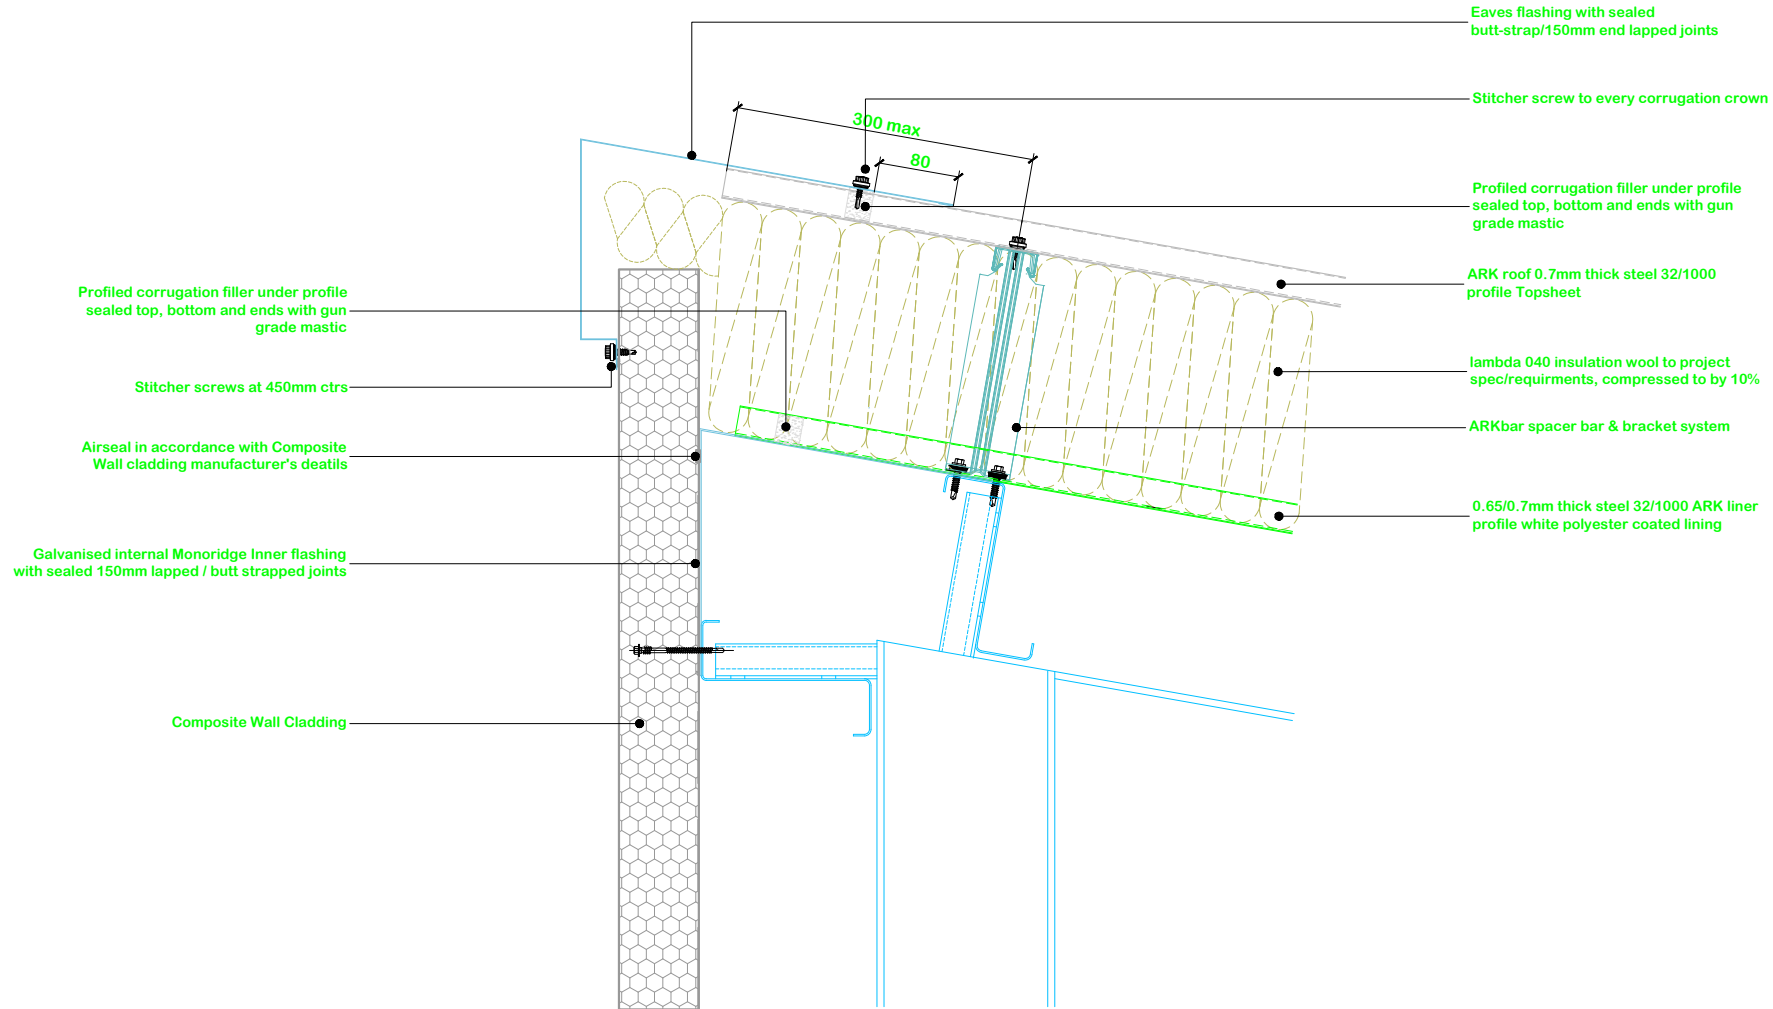 Eaves flashing with sealed
butt-strap/150mm end lapped joints
Stitcher screw to every corrugation crown
300 max
80
Profiled corrugation filler under profile
sealed top, bottom and ends with gun
grade mastic
ARK roof 0.7mm thick steel 32/1000
profile Topsheet
lambda 040 insulation wool to project
spec/requirments, compressed to by 10%
ARKbar spacer bar & bracket system
0.65/0.7mm thick steel 32/1000 ARK liner
profile white polyester coated lining
Profiled corrugation filler under profile
sealed top, bottom and ends with gun
grade mastic
Stitcher screws at 450mm ctrs
Airseal in accordance with Composite
Wall cladding manufacturer's deatils
Galvanised internal Monoridge Inner flashing
with sealed 150mm lapped / butt strapped joints
Composite Wall Cladding